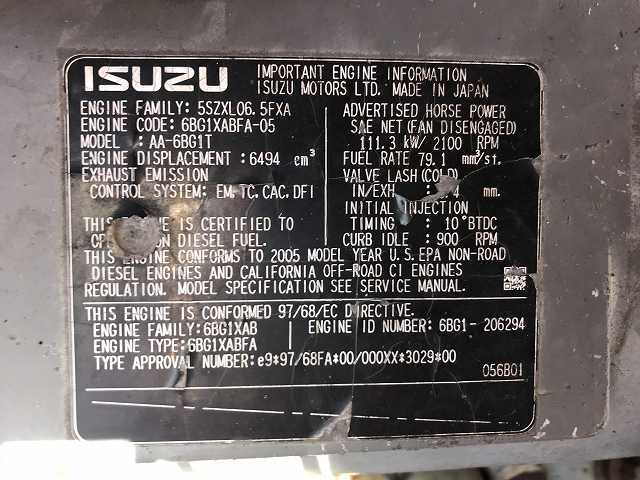 ISUZU
IMPORTANT ENGINE INFORMATION
ISUZU MOTORS LTD. MADE IN JAPAN
ENGINE FAMILY: 5SZXL06.5FXA
ENGINE CODE: 6BG1XABFA-05
MODEL : AA-6BG1T
ENGINE DISPLACEMENT: 6494 cm³
EXHAUST EMISSION
CONTROL SYSTEM: EM, TC, CAC, DFI
THIS ENGINE IS CERTIFIED TO
ON DIESEL FUEL.
ADVERTISED HORSE POWER
SAE NET (FAN DISENGAGED)
111.3 kW/ 2100 RPM
FUEL RATE 79.1 mm³/st.
VALVE LASH (COLD)
IN/EXH : mm.
INITIAL INJECTION
TIMING : 10°BTDC
CURB IDLE : 900 RPM
THIS ENGINE CONFORMS TO 2005 MODEL YEAR U.S. EPA NON-ROAD
DIESEL ENGINES AND CALIFORNIA OFF-ROAD CI ENGINES
REGULATION. MODEL SPECIFICATION SEE SERVICE MANUAL.
THIS ENGINE IS CONFORMED 97/68/EC DIRECTIVE.
ENGINE FAMILY: 6BG1XAB
ENGINE ID NUMBER: 6BG1- 206294
ENGINE TYPE: 6BG1XABFA
TYPE APPROVAL NUMBER: e9*97/68FA*00/000XX*3029*00
056B01